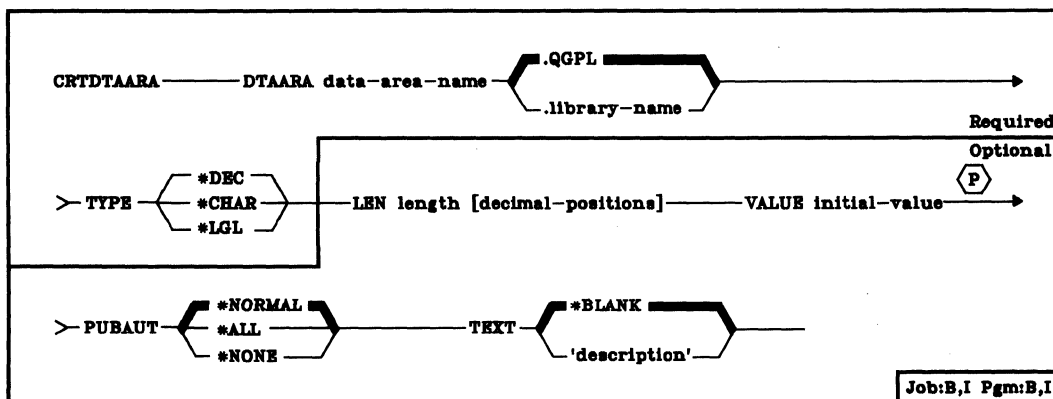 .QGPL
CRTDTAARA DTAARA data-area-name
.library-name
Required
Optional
*DEC
P
TYPE *CHAR LEN length [decimal-positions] VALUE initial-value
*LGL
*NORMAL *BLANK
PUBAUT *ALL TEXT
*NONE 'description'
Job:B,I Pgm:B,I